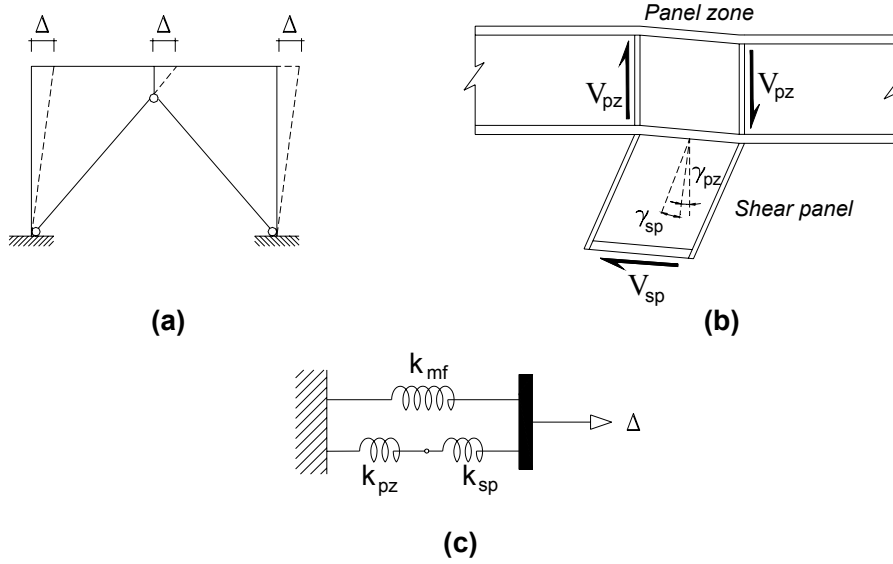 Δ Δ Δ
(a)
Panel zone
V_pz V_pz
γ_pz
γ_sp
Shear panel
V_sp
(b)
k_mf
k_pz k_sp
Δ
(c)